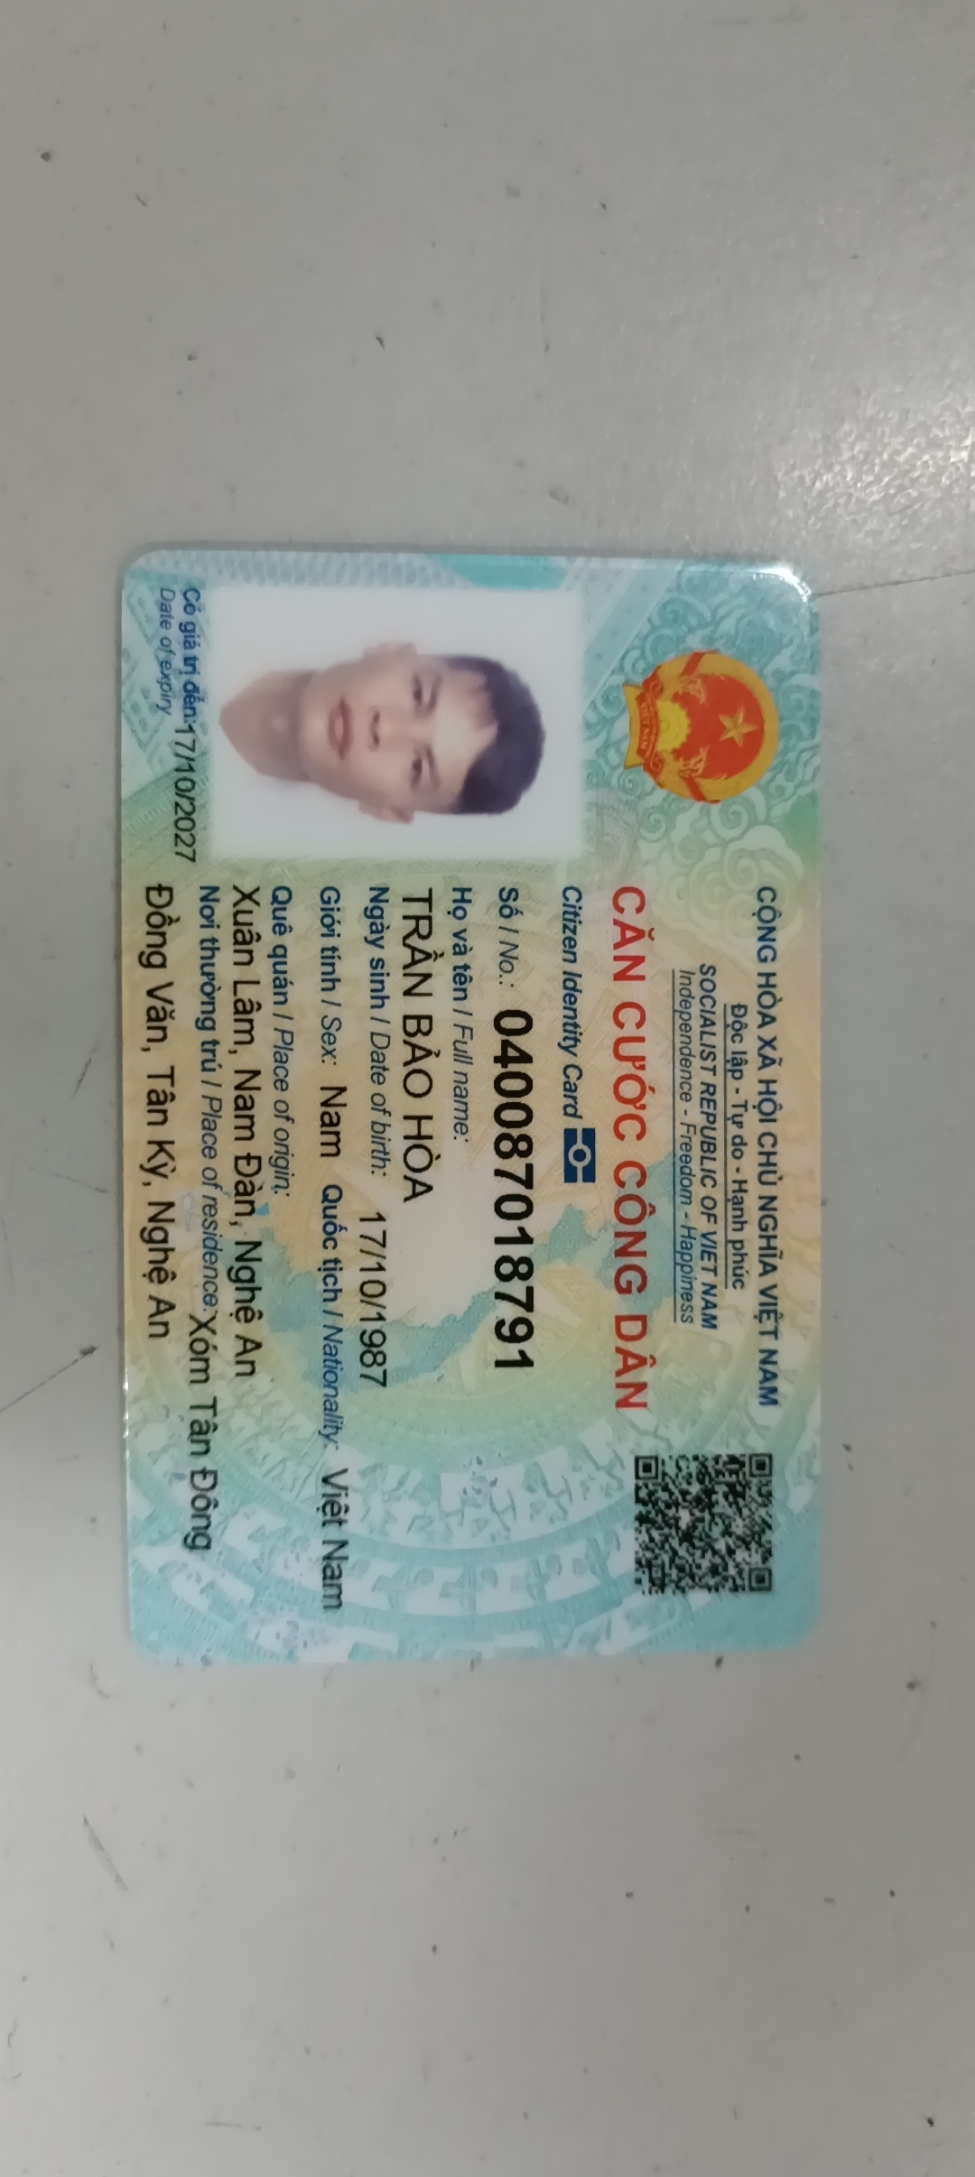 CỘNG HÒA XÃ HỘI CHỦ NGHĨA VIỆT NAM
Độc lập - Tự do - Hạnh phúc
SOCIALIST REPUBLIC OF VIET NAM
Independence - Freedom - Happiness
CĂN CƯỚC CÔNG DÂN
Citizen Identity Card
Số / No.: 040087018791
Họ và tên / Full name:
TRẦN BẢO HÒA
Ngày sinh / Date of birth: 17/10/1987
Giới tính / Sex: Nam Quốc tịch / Nationality: Việt Nam
Quê quán / Place of origin:
Xuân Lâm, Nam Đàn, Nghệ An
Nơi thường trú / Place of residence: Xóm Tân Đồng
Đồng Văn, Tân Kỳ, Nghệ An
Có giá trị đến: 17/10/2027
Date of expiry